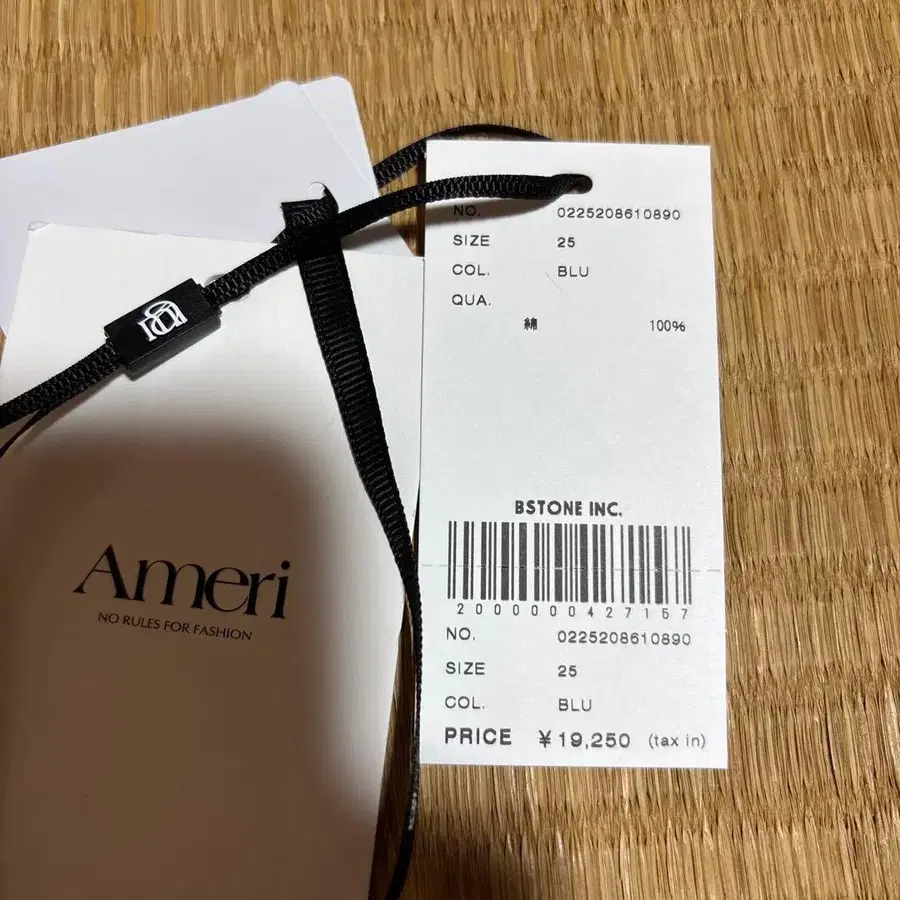 Ameri
NO RULES FOR FASHION
NO. 0225208610890
SIZE 25
COL. BLU
QUA.
綿 100%
BSTONE INC.
2000000427157
NO. 0225208610890
SIZE 25
COL. BLU
PRICE ¥19,250 (tax in)